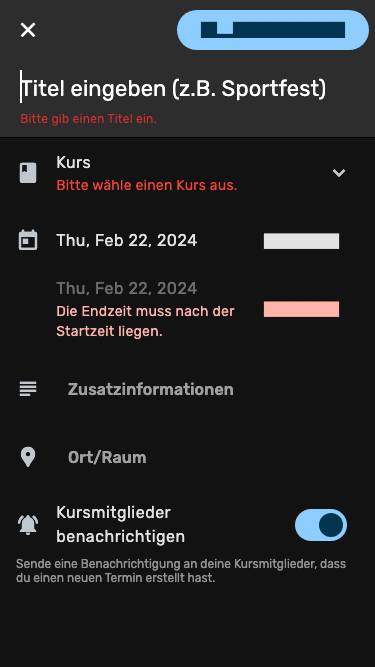 Titel eingeben (z.B. Sportfest)
Bitte gib einen Titel ein.
Kurs
Bitte wähle einen Kurs aus.
Thu, Feb 22, 2024
Thu, Feb 22, 2024
Die Endzeit muss nach der
Startzeit liegen.
Zusatzinformationen
Ort/Raum
Kursmitglieder
benachrichtigen
Sende eine Benachrichtigung an deine Kursmitglieder, dass
du einen neuen Termin erstellt hast.